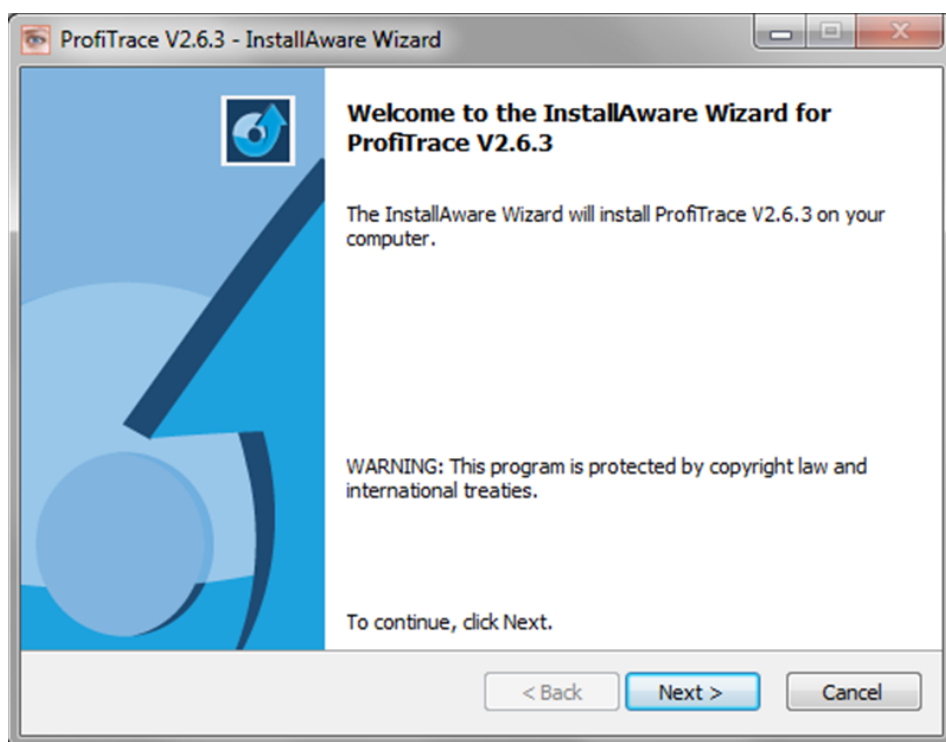 ProfiTrace V2.6.3 - InstallAware Wizard
Welcome to the InstallAware Wizard for
ProfiTrace V2.6.3
The InstallAware Wizard will install ProfiTrace V2.6.3 on your
computer.
WARNING: This program is protected by copyright law and
international treaties.
To continue, click Next.
< Back Next > Cancel